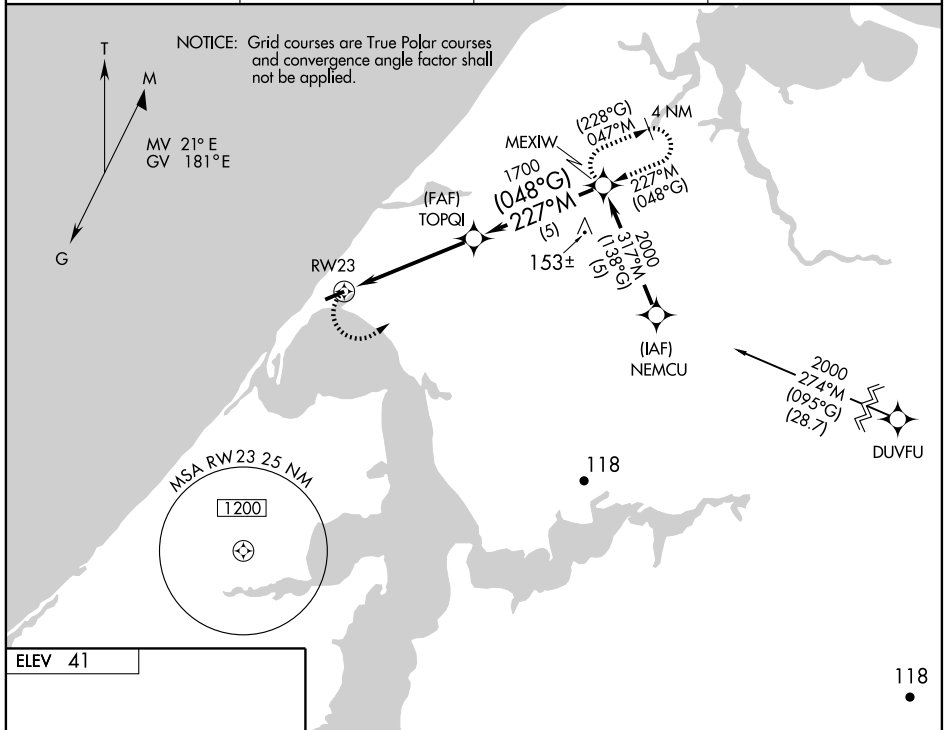 NOTICE: Grid courses are True Polar courses
and convergence angle factor shall
not be applied.
T
M
MV 21° E
GV 181°E
G
(228°G)
047°M
4 NM
MEXIW
227°M
(048°G)
1700
(048°G)
227°M
(5)
(FAF)
TOPQI
153±
2000
317°M
(138°G)
(5)
RW23
(IAF)
NEMCU
2000
274°M
(095°G)
(28.7)
DUVFU
118
MSA RW23 25 NM
1200
ELEV 41
118